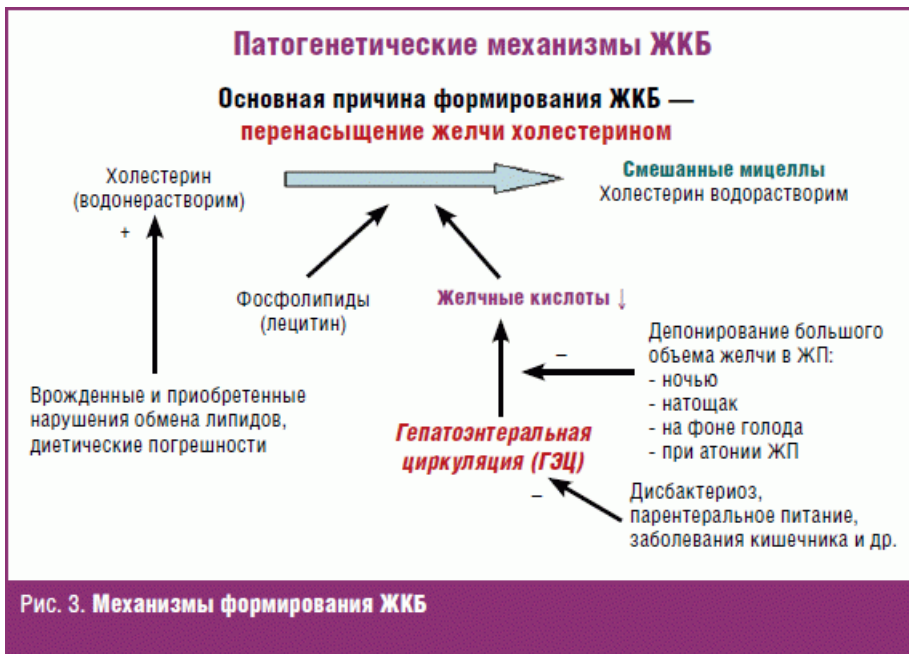 Патогенетические механизмы ЖКБ
Основная причина формирования ЖКБ —
перенасыщение желчи холестерином
Холестерин
(водонерастворим)
+
Смешанные мицеллы
Холестерин водорастворим
Фосфолипиды
(лецитин)
Желчные кислоты ↓
Врожденные и приобретенные
нарушения обмена липидов,
диетические погрешности
–
Депонирование большого
объема желчи в ЖП:
- ночью
- натощак
- на фоне голода
- при атонии ЖП
Гепатоэнтеральная
циркуляция (ГЭЦ)
–
Дисбактериоз,
парентеральное питание,
заболевания кишечника и др.
Рис. 3. Механизмы формирования ЖКБ